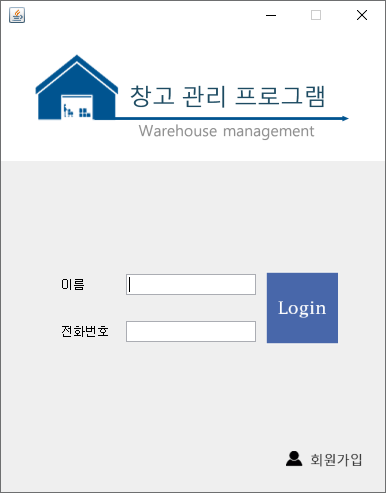 창고 관리 프로그램
Warehouse management
이름
Login
전화번호
회원가입